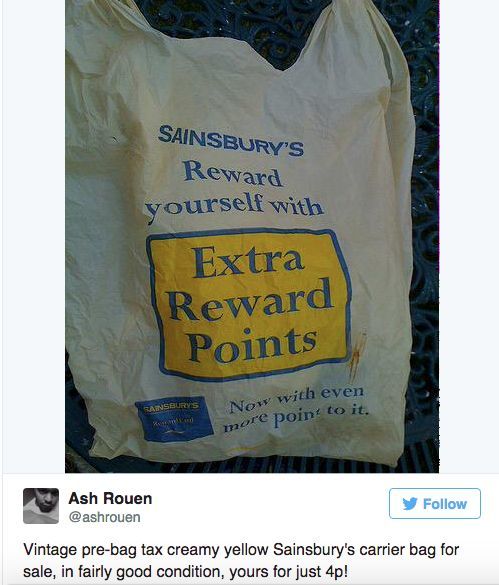 SAINSBURY'S
Reward
yourself with
Extra
Reward
Points
SAINSBURY'S
Reward Card
Now with even
more point to it.
Ash Rouen
Follow
@ashrouen
Vintage pre-bag tax creamy yellow Sainsbury's carrier bag for
sale, in fairly good condition, yours for just 4p!